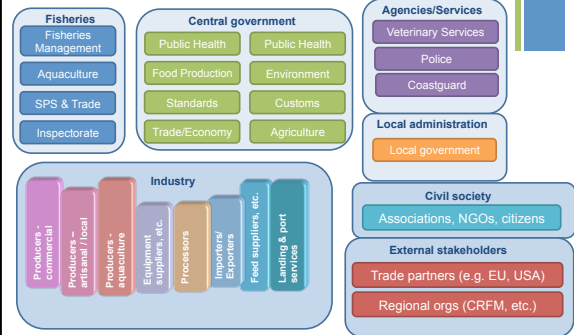 Fisheries
Fisheries
Management
Aquaculture
SPS & Trade
Inspectorate
Central government
Public Health
Public Health
Food Production
Environment
Standards
Customs
Trade/Economy
Agriculture
Agencies/Services
Veterinary Services
Police
Coastguard
Local administration
Local government
Industry
Producers -
commercial
Producers –
artisanal / local
Producers -
aquaculture
Equipment
suppliers, etc.
Processors
Importers/
Exporters
Feed suppliers, etc.
Landing & port
services
Civil society
Associations, NGOs, citizens
External stakeholders
Trade partners (e.g. EU, USA)
Regional orgs (CRFM, etc.)